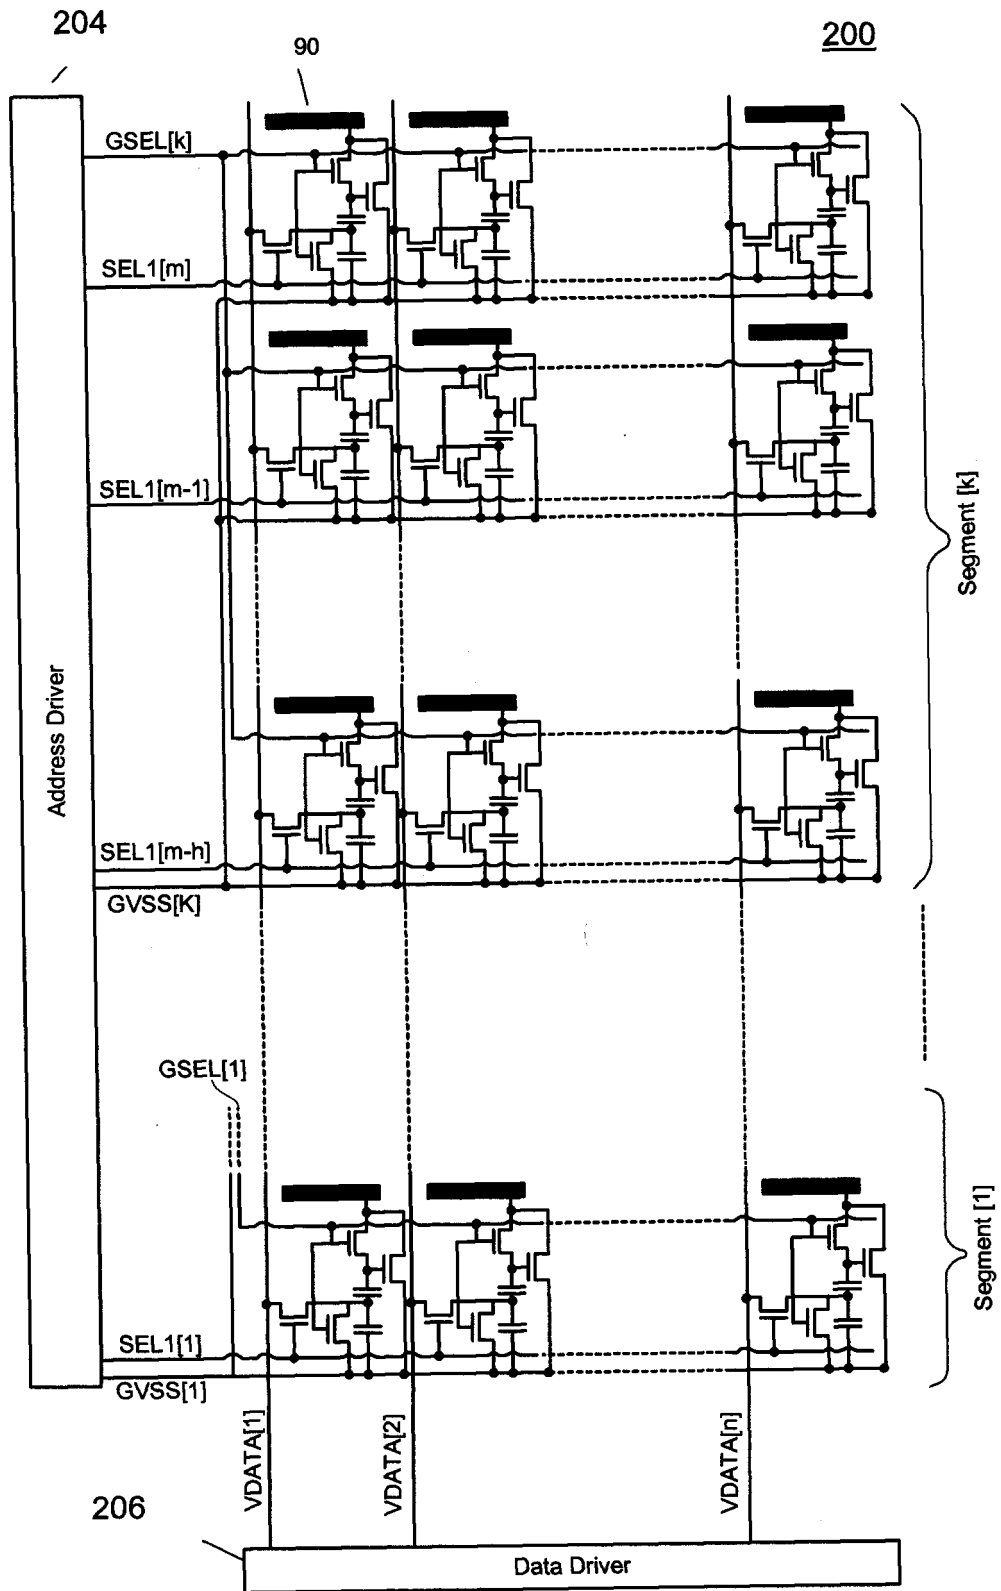 204
90
200
GSEL[k]
SEL1[m]
SEL1[m-1]
Segment [k]
Address Driver
SEL1[m-h]
GVSS[K]
GSEL[1]
Segment [1]
SEL1[1]
GVSS[1]
VDATA[1]
VDATA[2]
VDATA[n]
206
Data Driver